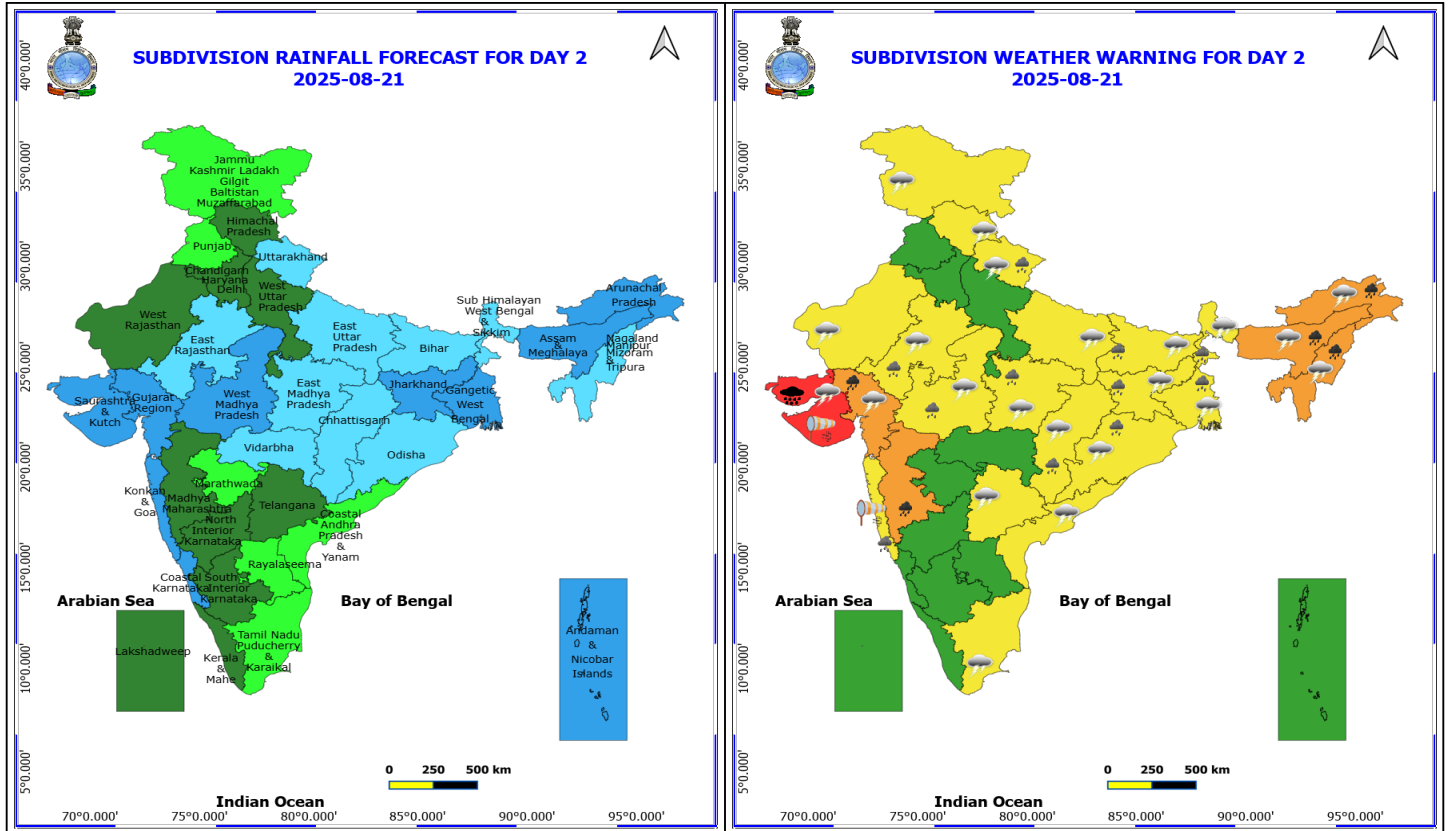 SUBDIVISION RAINFALL FORECAST FOR DAY 2
2025-08-21
40°0.000'
35°0.000'
30°0.000'
25°0.000'
20°0.000'
15°0.000'
10°0.000'
5°0.000'
Jammu
Kashmir Ladakh
Gilgit
Baltistan
Muzaffarabad
Himachal
Pradesh
Punjab
Uttarakhand
Chandigarh
Haryana
Delhi
West
Uttar
Pradesh
West
Rajasthan
East
Rajasthan
East
Uttar
Pradesh
Bihar
Sub Himalayan
West Bengal
&
Sikkim
Arunachal
Pradesh
Assam
&
Meghalaya
Nagaland
Manipur
Mizoram
&
Tripura
Saurashtra
&
Kutch
Gujarat
Region
West
Madhya
Pradesh
East
Madhya
Pradesh
Jharkhand
Gangetic
West
Bengal
Chhattisgarh
Vidarbha
Odisha
Konkan
&
Goa
Madhya
Maharashtra
Marathwada
Telangana
North
Interior
Karnataka
Coastal
Andhra
Pradesh
&
Yanam
Rayalaseema
Coastal
Karnataka
South
Interior
Karnataka
Tamil Nadu
Puducherry
&
Karaikal
Kerala
&
Mahe
Lakshadweep
Andaman
&
Nicobar
Islands
Arabian Sea
Bay of Bengal
Indian Ocean
0 250 500 km
70°0.000' 75°0.000' 80°0.000' 85°0.000' 90°0.000' 95°0.000'
SUBDIVISION WEATHER WARNING FOR DAY 2
2025-08-21
40°0.000'
35°0.000'
30°0.000'
25°0.000'
20°0.000'
15°0.000'
10°0.000'
5°0.000'
Arabian Sea
Bay of Bengal
Indian Ocean
0 250 500 km
70°0.000' 75°0.000' 80°0.000' 85°0.000' 90°0.000' 95°0.000'